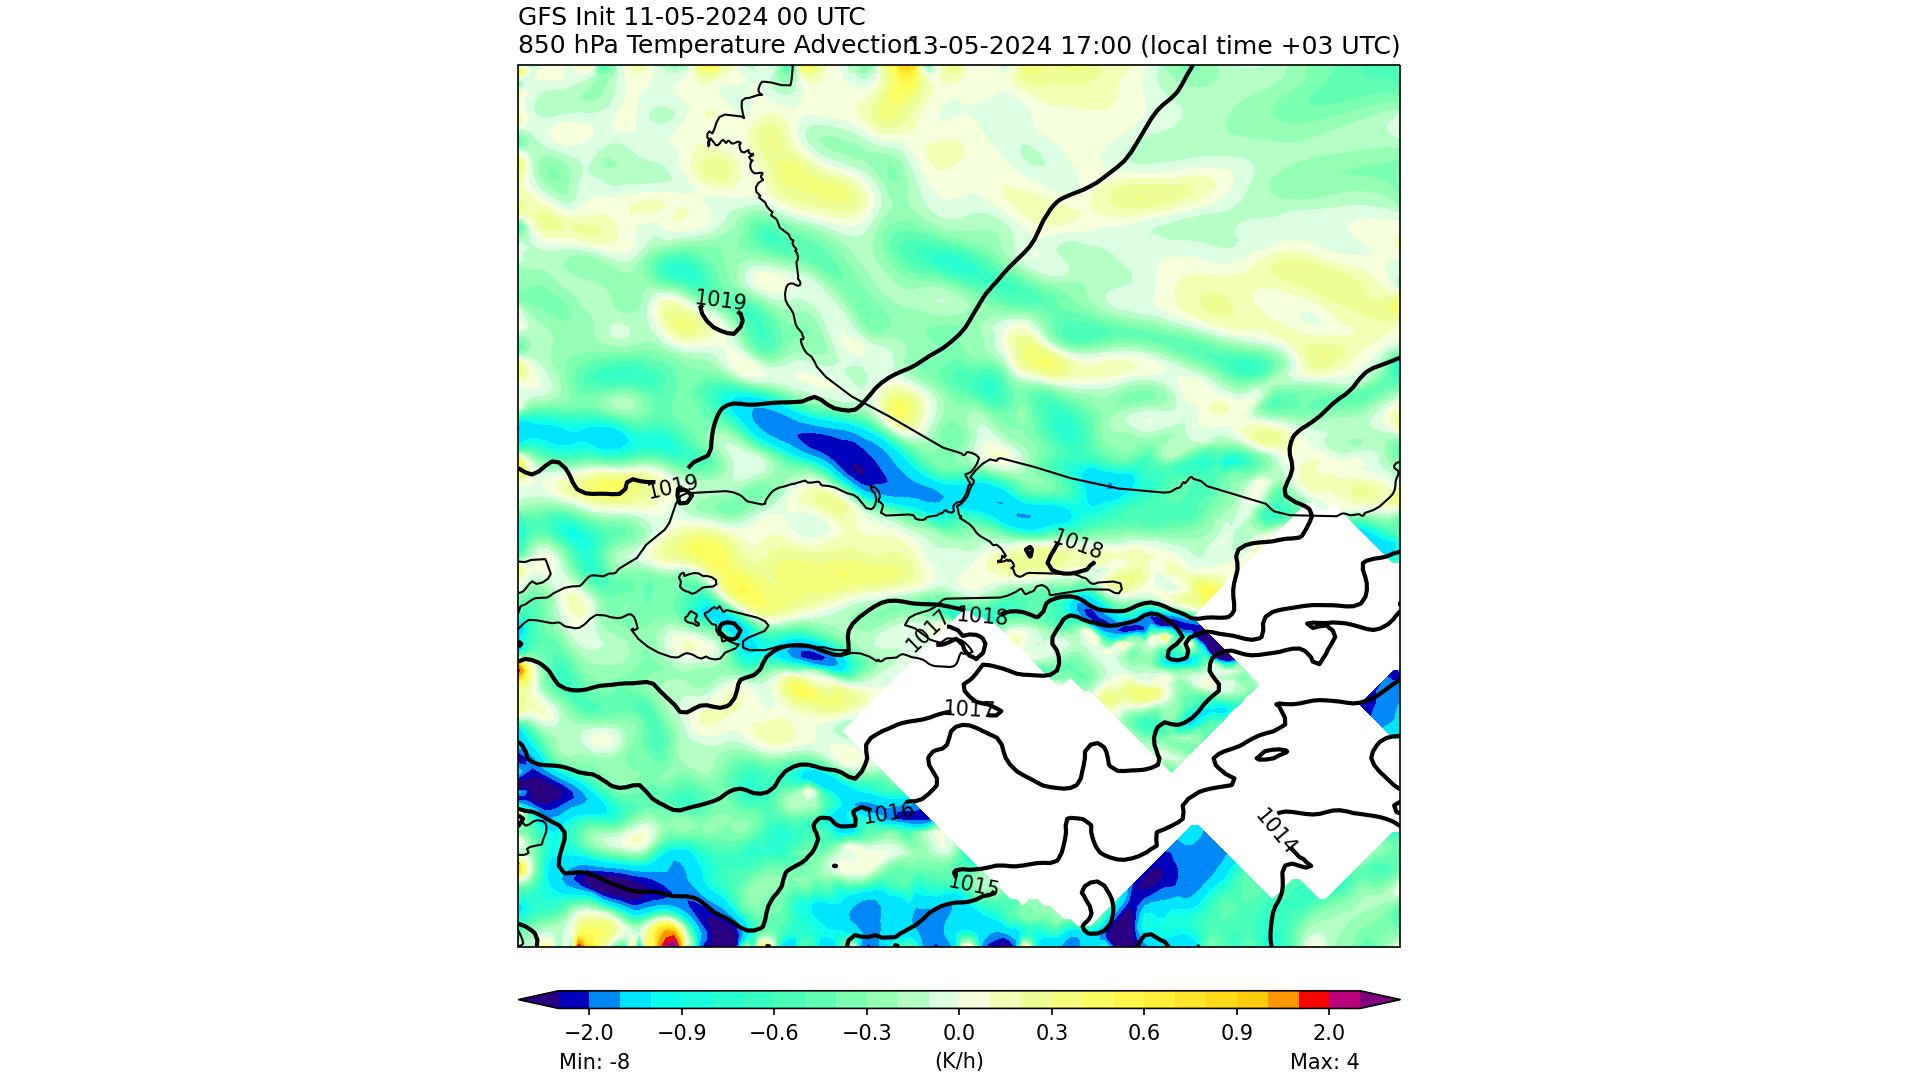 GFS Init 11-05-2024 00 UTC
850 hPa Temperature Advection
13-05-2024 17:00 (local time +03 UTC)
1019
1019
1018
1018
1017
1017
1016
1014
1015
−2.0 −0.9 −0.6 −0.3 0.0 0.3 0.6 0.9 2.0
Min: -8 (K/h) Max: 4